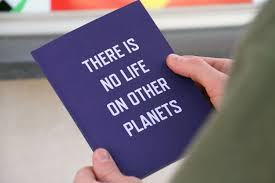 THERE IS
NO LIFE
ON OTHER
PLANETS